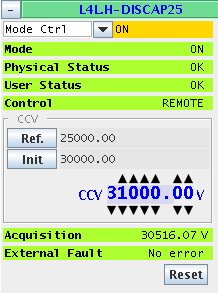 L4L.H-DISCAP25
Mode Ctrl ON
Mode ON
Physical Status OK
User Status OK
Control REMOTE
CCV
Ref. 25000.00
Init 30000.00
CCV 31000.00 V
Acquisition 30516.07 V
External Fault No error
Reset